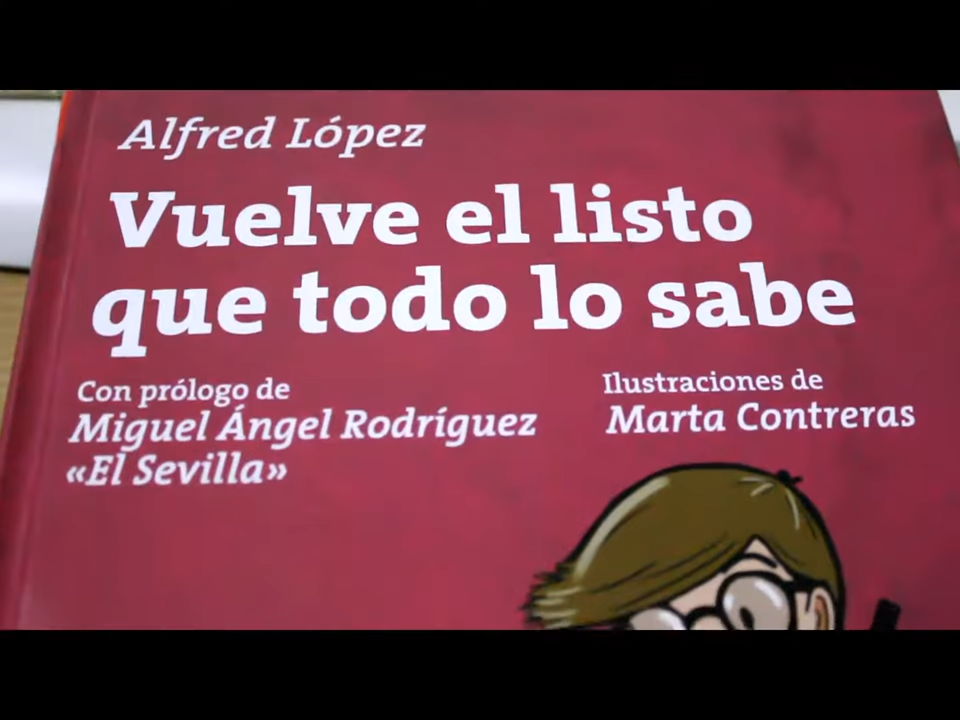 Alfred López
Vuelve el listo
que todo lo sabe
Con prólogo de
Miguel Ángel Rodríguez
«El Sevilla»
Ilustraciones de
Marta Contreras